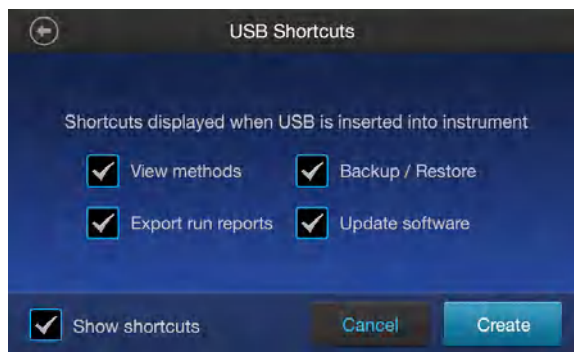 USB Shortcuts
Shortcuts displayed when USB is inserted into instrument
View methods
Backup / Restore
Export run reports
Update software
Show shortcuts
Cancel
Create